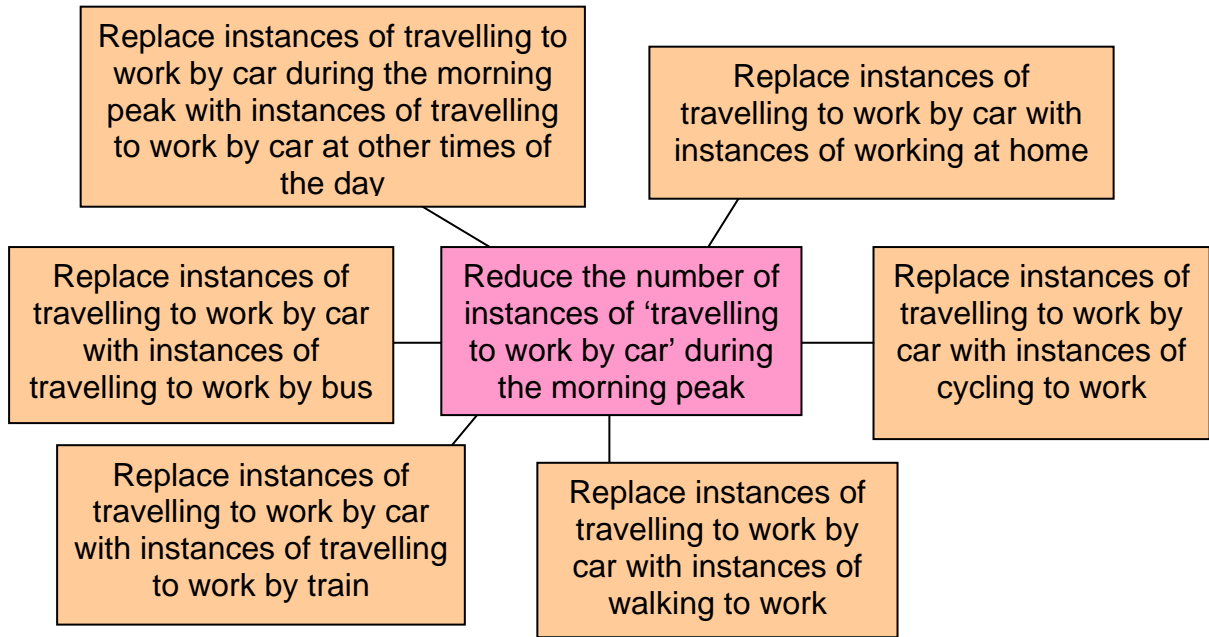 Replace instances of travelling to
work by car during the morning
peak with instances of travelling
to work by car at other times of
the day
Replace instances of
travelling to work by car with
instances of working at home
Replace instances of
travelling to work by car
with instances of
travelling to work by bus
Reduce the number of
instances of ‘travelling
to work by car’ during
the morning peak
Replace instances of
travelling to work by
car with instances of
cycling to work
Replace instances of
travelling to work by car
with instances of travelling
to work by train
Replace instances of
travelling to work by
car with instances of
walking to work